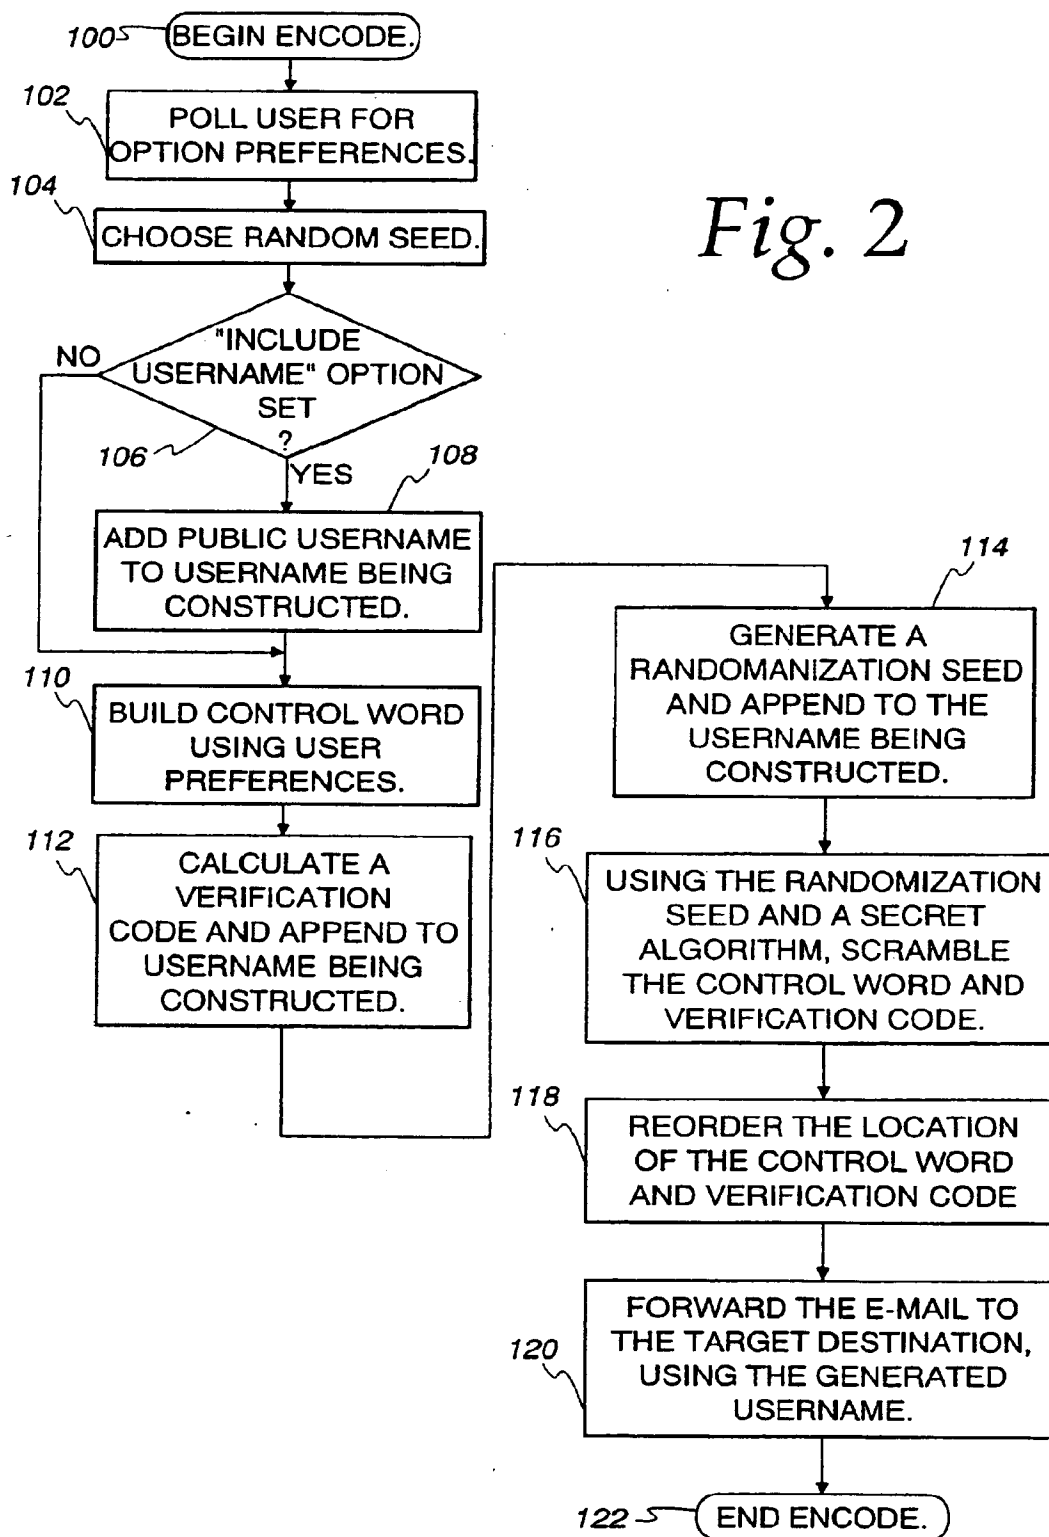 100
BEGIN ENCODE.
102
POLL USER FOR
OPTION PREFERENCES.
104
CHOOSE RANDOM SEED.
Fig. 2
"INCLUDE
USERNAME" OPTION
SET
?
NO
106
YES
108
ADD PUBLIC USERNAME
TO USERNAME BEING
CONSTRUCTED.
110
BUILD CONTROL WORD
USING USER
PREFERENCES.
112
CALCULATE A
VERIFICATION
CODE AND APPEND TO
USERNAME BEING
CONSTRUCTED.
114
GENERATE A
RANDOMANIZATION SEED
AND APPEND TO THE
USERNAME BEING
CONSTRUCTED.
116
USING THE RANDOMIZATION
SEED AND A SECRET
ALGORITHM, SCRAMBLE
THE CONTROL WORD AND
VERIFICATION CODE.
118
REORDER THE LOCATION
OF THE CONTROL WORD
AND VERIFICATION CODE
120
FORWARD THE E-MAIL TO
THE TARGET DESTINATION,
USING THE GENERATED
USERNAME.
122
END ENCODE.